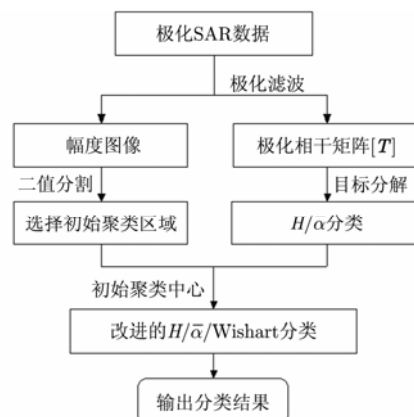 极化SAR数据
极化滤波
幅度图像
极化相干矩阵[T]
二值分割
目标分解
选择初始聚类区域
H/α分类
初始聚类中心
改进的H/ᾱ/Wishart分类
输出分类结果